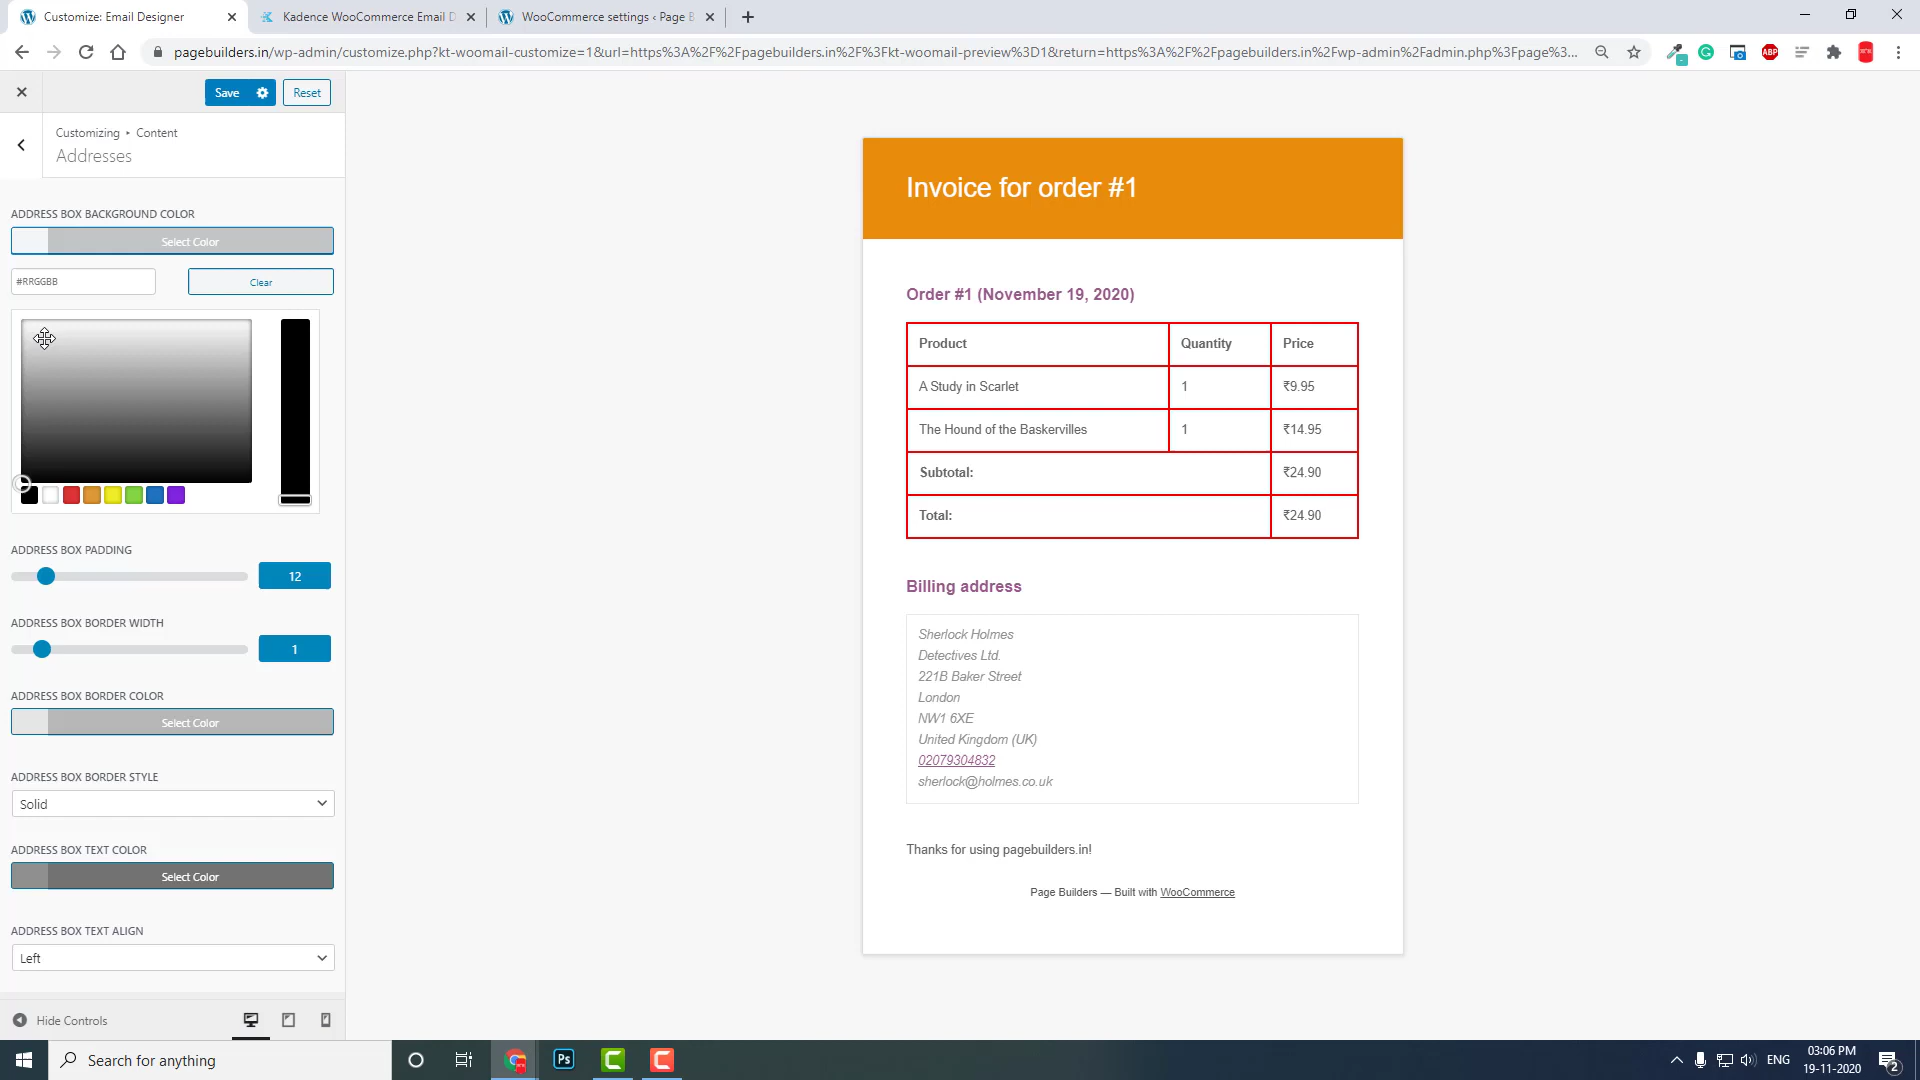 Customize: Email Designer
Kadence WooCommerce Email D
WooCommerce settings ‹ Page B
pagebuilders.in/wp-admin/customize.php?kt-woomail-customize=1&url=https%3A%2F%2Fpagebuilders.in%2F%3Fkt-woomail-preview%3D1&return=https%3A%2F%2Fpagebuilders.in%2Fwp-admin%2Fadmin.php%3Fpage%3...
ABP
Save
Reset
Customizing ▸ Content
Addresses
ADDRESS BOX BACKGROUND COLOR
Select Color
#RRGGBB
Clear
ADDRESS BOX PADDING
12
ADDRESS BOX BORDER WIDTH
1
ADDRESS BOX BORDER COLOR
Select Color
ADDRESS BOX BORDER STYLE
Solid
ADDRESS BOX TEXT COLOR
Select Color
ADDRESS BOX TEXT ALIGN
Left
Hide Controls
Invoice for order #1
Order #1 (November 19, 2020)
Product Quantity Price
A Study in Scarlet 1 ₹9.95
The Hound of the Baskervilles 1 ₹14.95
Subtotal: ₹24.90
Total: ₹24.90
Billing address
Sherlock Holmes
Detectives Ltd.
221B Baker Street
London
NW1 6XE
United Kingdom (UK)
02079304832
sherlock@holmes.co.uk
Thanks for using pagebuilders.in!
Page Builders — Built with WooCommerce
Search for anything
Ps
ENG
03:06 PM
19-11-2020
2